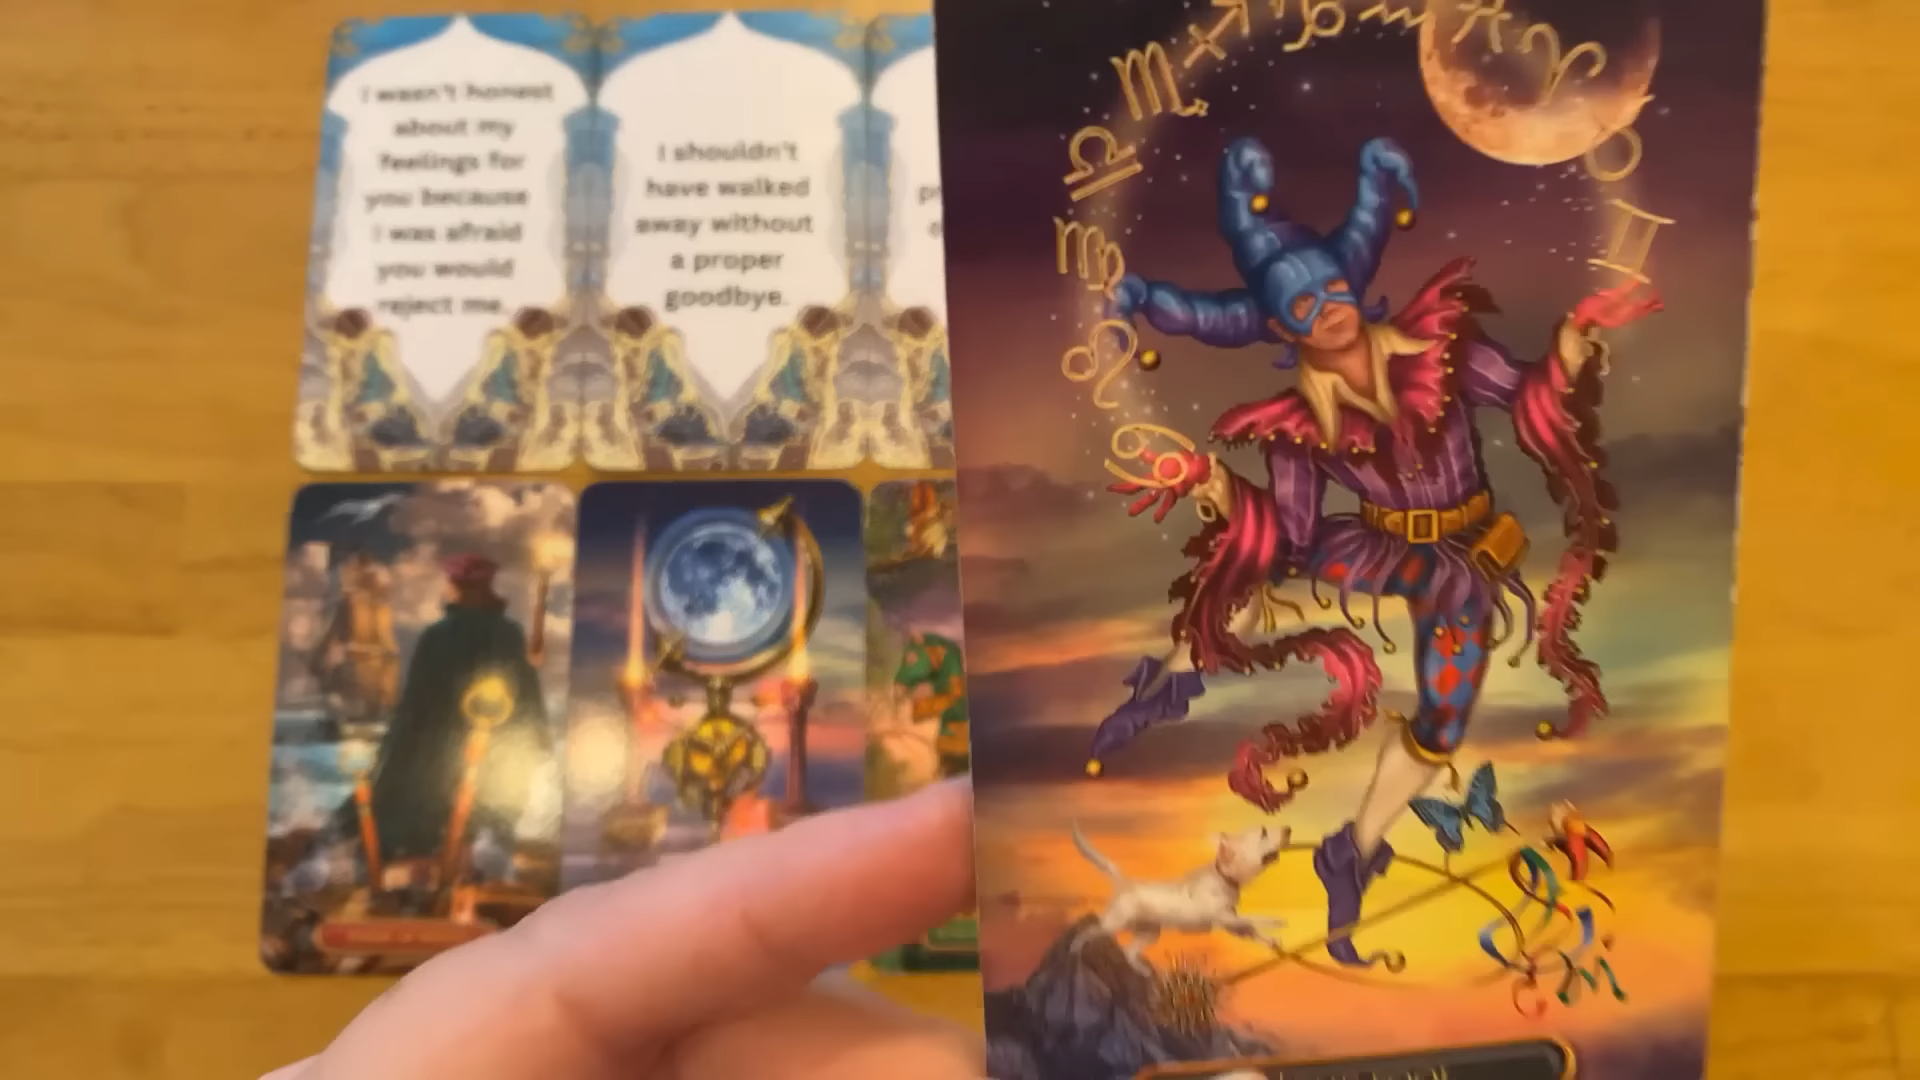 I wasn't honest
about my
feelings for
you because
I was afraid
you would
reject me.
I shouldn't
have walked
away without
a proper
goodbye.